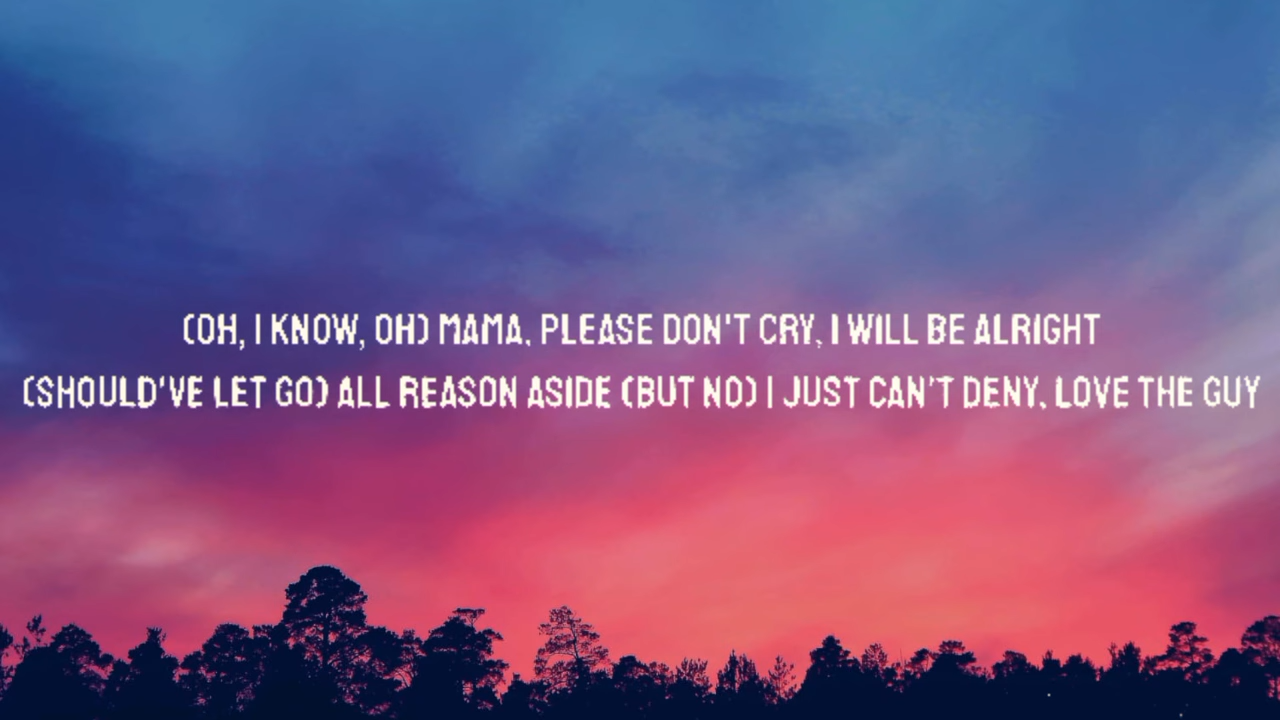 (OH, I KNOW, OH) MAMA, PLEASE DON'T CRY, I WILL BE ALRIGHT
(SHOULD'VE LET GO) ALL REASON ASIDE (BUT NO) I JUST CAN'T DENY, LOVE THE GUY